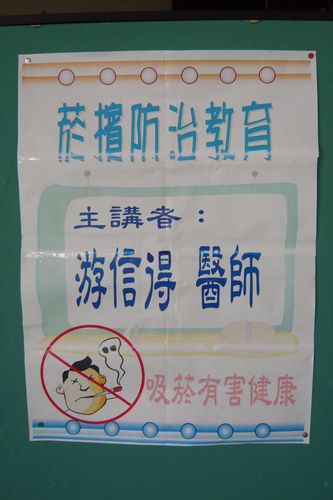 菸檳防治教育
主講者：
游信得 醫師
吸菸有害健康